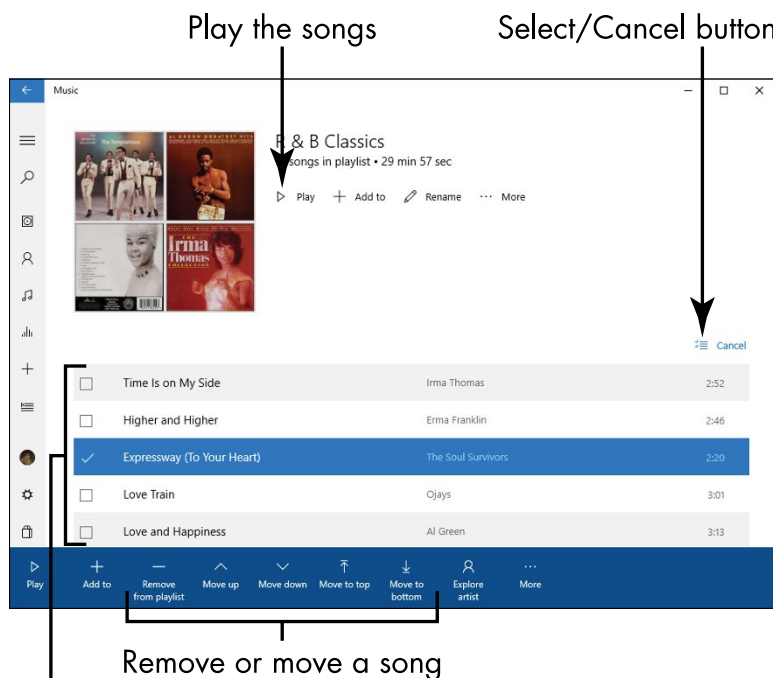 Play the songs
Select/Cancel button
Music
R & B Classics
songs in playlist • 29 min 57 sec
Play Add to Rename More
The Temptations
AL GREEN GREATEST HITS
THE
Irma
Thomas
COLLECTION
Cancel
Time Is on My Side Irma Thomas 2:52
Higher and Higher Erma Franklin 2:46
Expressway (To Your Heart) The Soul Survivors 2:20
Love Train Ojays 3:01
Love and Happiness Al Green 3:13
Play Add to Remove from playlist Move up Move down Move to top Move to bottom Explore artist More
Remove or move a song